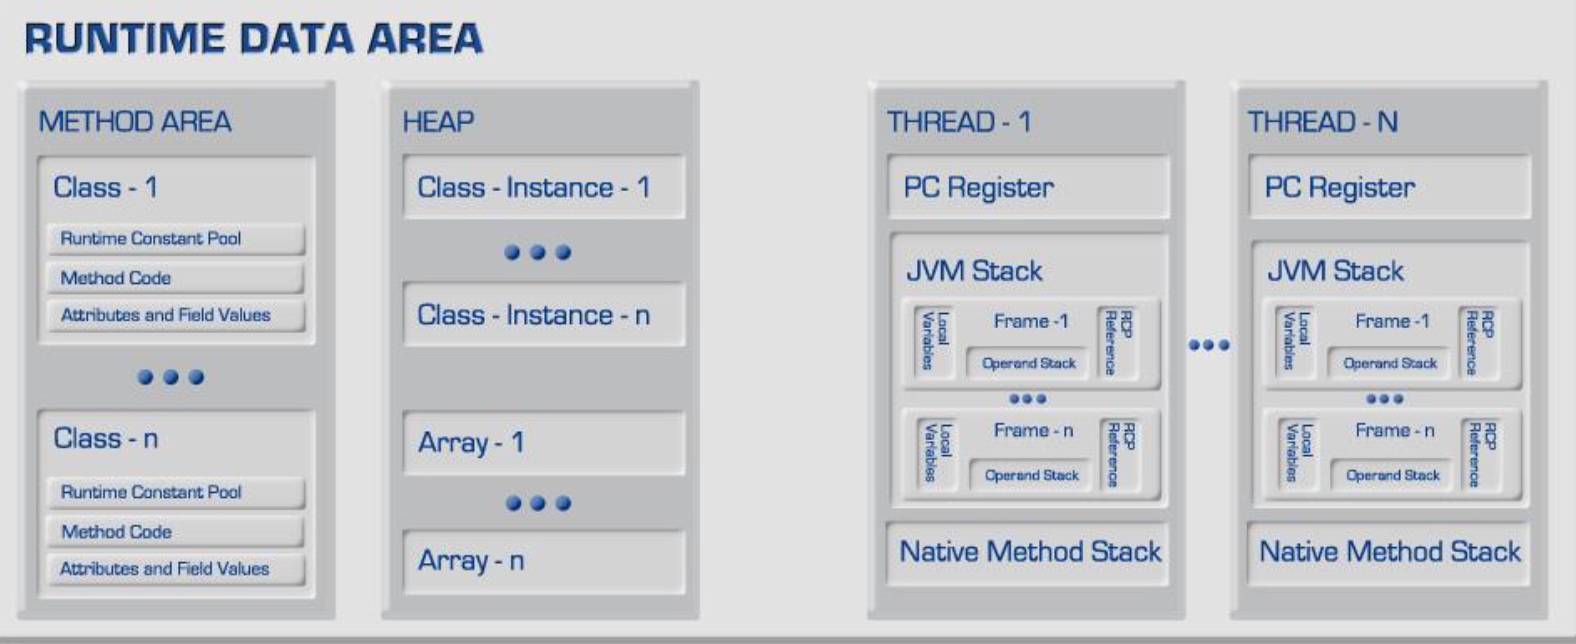 RUNTIME DATA AREA
METHOD AREA
Class - 1
Runtime Constant Pool
Method Code
Attributes and Field Values
Class - n
Runtime Constant Pool
Method Code
Attributes and Field Values
HEAP
Class - Instance - 1
Class - Instance - n
Array - 1
Array - n
THREAD - 1
PC Register
JVM Stack
Local
Variables
Frame -1
Operand Stack
RCP
Reference
Local
Variables
Frame - n
Operand Stack
RCP
Reference
Native Method Stack
THREAD - N
PC Register
JVM Stack
Local
Variables
Frame -1
Operand Stack
RCP
Reference
Local
Variables
Frame - n
Operand Stack
RCP
Reference
Native Method Stack